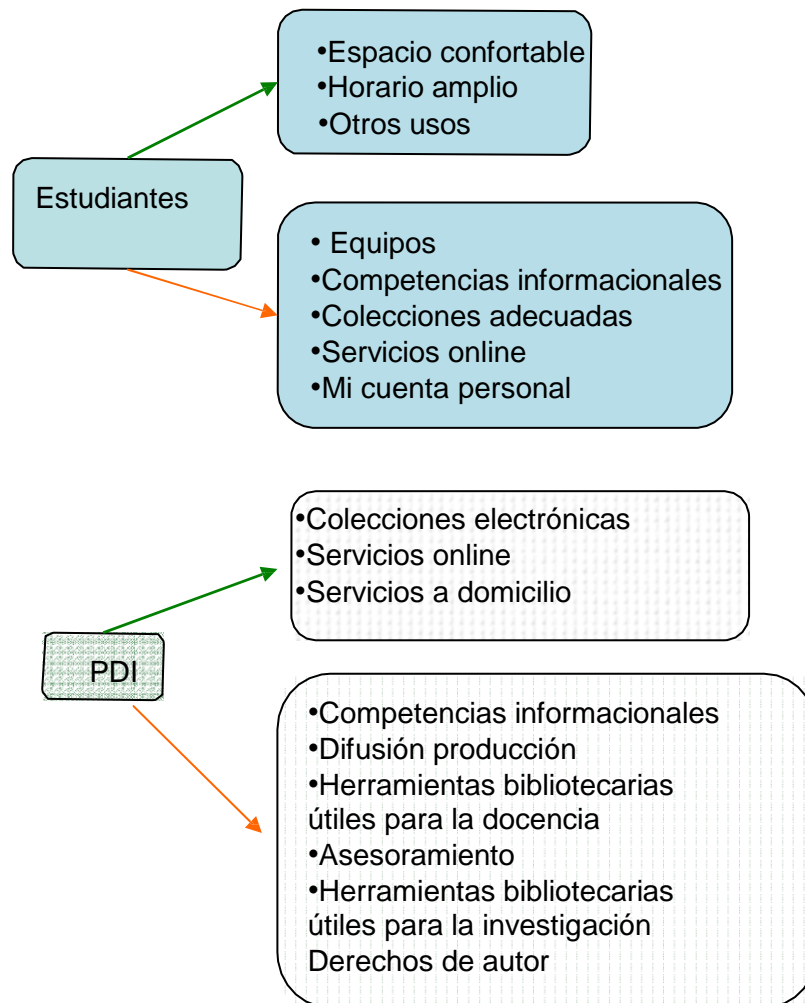 •Espacio confortable
•Horario amplio
•Otros usos
Estudiantes
• Equipos
•Competencias informacionales
•Colecciones adecuadas
•Servicios online
•Mi cuenta personal
•Colecciones electrónicas
•Servicios online
•Servicios a domicilio
PDI
•Competencias informacionales
•Difusión producción
•Herramientas bibliotecarias
útiles para la docencia
•Asesoramiento
•Herramientas bibliotecarias
útiles para la investigación
Derechos de autor